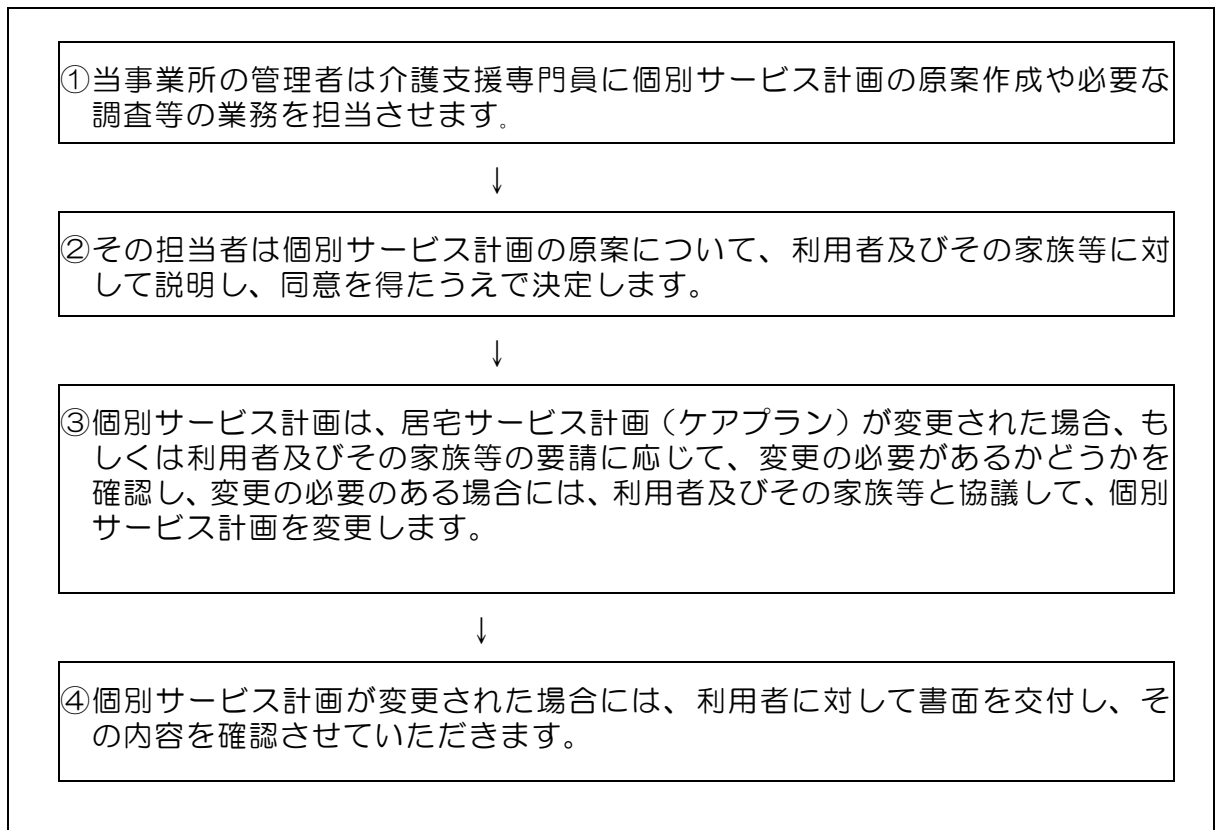 ①当事業所の管理者は介護支援専門員に個別サービス計画の原案作成や必要な
調査等の業務を担当させます。
↓
②その担当者は個別サービス計画の原案について、利用者及びその家族等に対
して説明し、同意を得たうえで決定します。
↓
③個別サービス計画は、居宅サービス計画（ケアプラン）が変更された場合、も
しくは利用者及びその家族等の要請に応じて、変更の必要があるかどうかを
確認し、変更の必要のある場合には、利用者及びその家族等と協議して、個別
サービス計画を変更します。
↓
④個別サービス計画が変更された場合には、利用者に対して書面を交付し、そ
の内容を確認させていただきます。